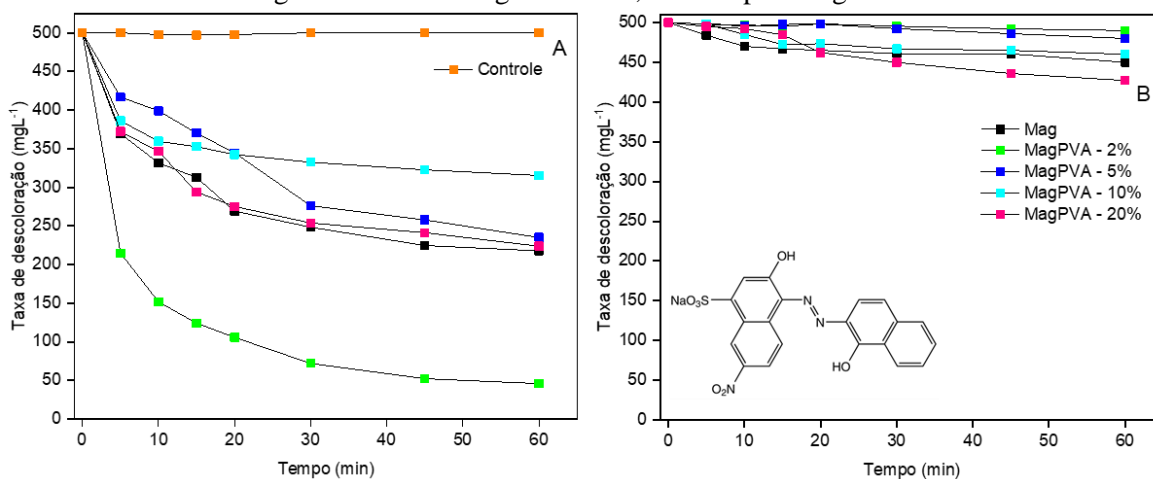 500
450
400
350
300
250
200
150
100
50
0
Taxa de descoloração (mgL⁻¹)
A
Controle
0 10 20 30 40 50 60
Tempo (min)
500
450
400
350
300
250
200
150
100
50
0
Taxa de descoloração (mgL⁻¹)
B
Mag
MagPVA - 2%
MagPVA - 5%
MagPVA - 10%
MagPVA - 20%
OH
NaO₃S
N
N
HO
O₂N
0 10 20 30 40 50 60
Tempo (min)